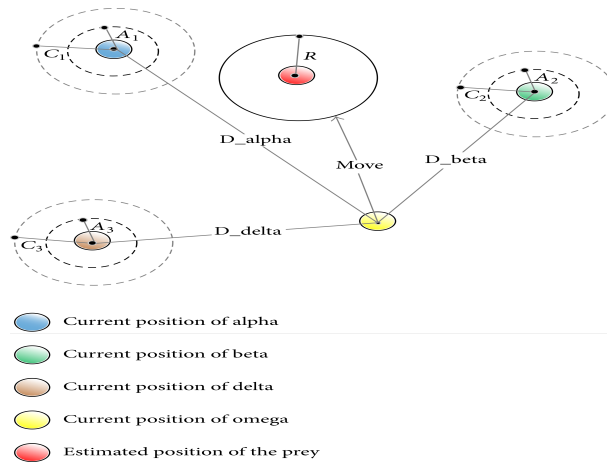 A1
C1
R
A2
C2
D_alpha
Move
D_beta
A3
C3
D_delta
Current position of alpha
Current position of beta
Current position of delta
Current position of omega
Estimated position of the prey